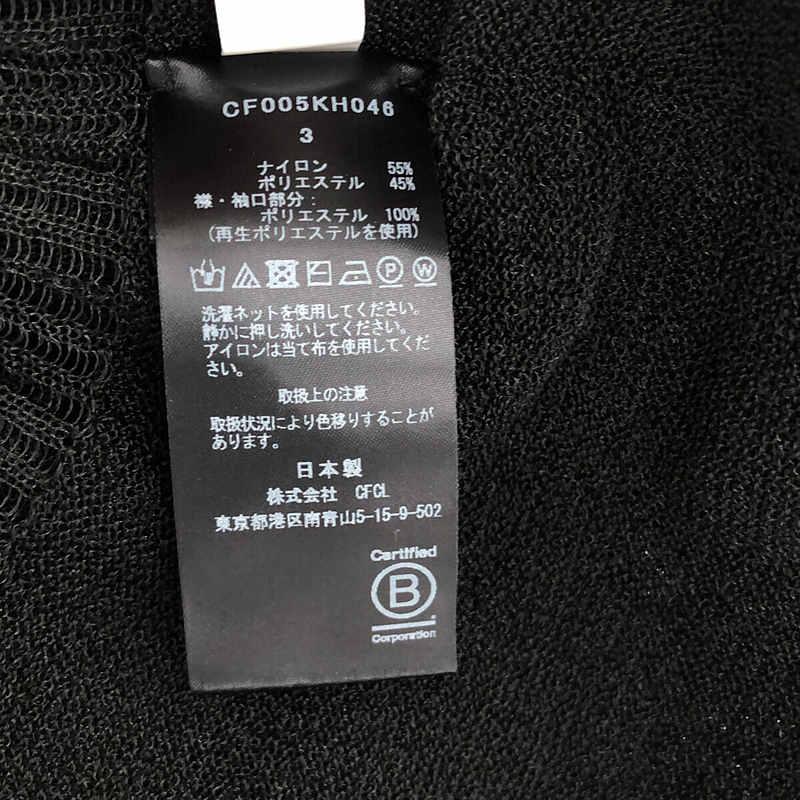 CF005KH046
3
ナイロン 55%
ポリエステル 45%
襟・袖口部分:
ポリエステル 100%
(再生ポリエステルを使用)
P W
洗濯ネットを使用してください。
静かに押し洗いしてください。
アイロンは当て布を使用してくだ
さい。
取扱上の注意
取扱状況により色移りすることが
あります。
日本製
株式会社 CFCL
東京都港区南青山5-15-9-502
Certified
B
Corporation